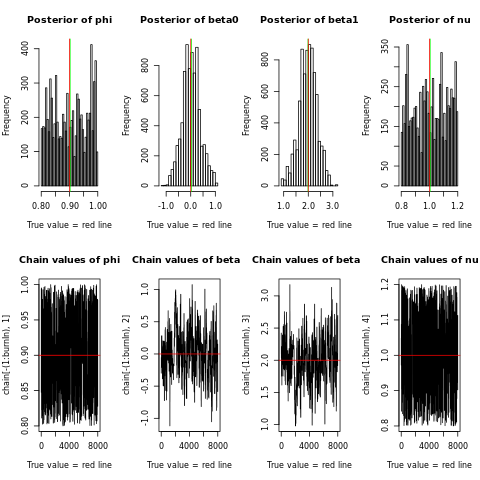 Posterior of phi
Posterior of beta0
Posterior of beta1
Posterior of nu
Frequency
0 100 200 300 400
0.80 0.90 1.00
True value = red line
Frequency
0 200 400 600 800
-1.0 0.0 1.0
True value = red line
Frequency
0 200 400 600 800
1.0 2.0 3.0
True value = red line
Frequency
0 50 150 250 350
0.8 1.0 1.2
True value = red line
Chain values of phi
Chain values of beta
Chain values of beta
Chain values of nu
chain[-(1:burnIn), 1]
0.80 0.85 0.90 0.95 1.00
0 4000 8000
True value = red line
chain[-(1:burnIn), 2]
-1.0 -0.5 0.0 0.5 1.0
0 4000 8000
True value = red line
chain[-(1:burnIn), 3]
1.0 1.5 2.0 2.5 3.0
0 4000 8000
True value = red line
chain[-(1:burnIn), 4]
0.8 0.9 1.0 1.1 1.2
0 4000 8000
True value = red line